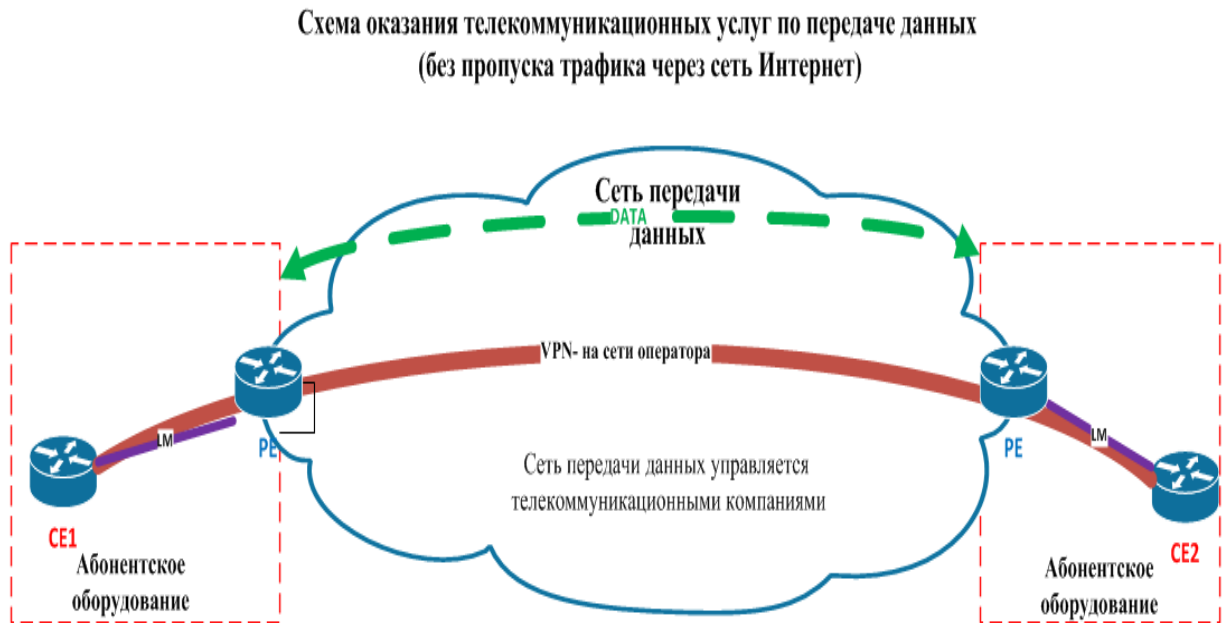 Схема оказания телекоммуникационных услуг по передаче данных
(без пропуска трафика через сеть Интернет)
Сеть передачи
DATA
данных
VPN- на сети оператора
LM
PE
Сеть передачи данных управляется
телекоммуникационными компаниями
PE
LM
CE1
Абонентское
оборудование
CE2
Абонентское
оборудование